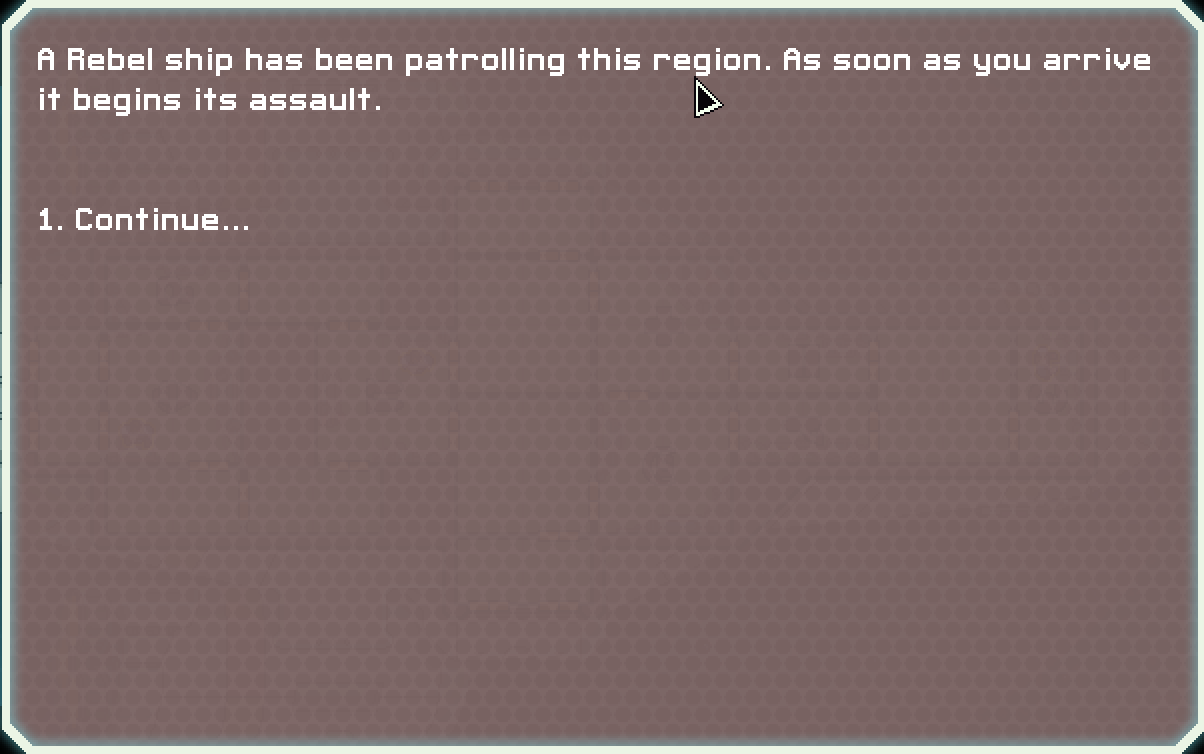 A Rebel ship has been patrolling this region. As soon as you arrive
it begins its assault.
1. Continue...